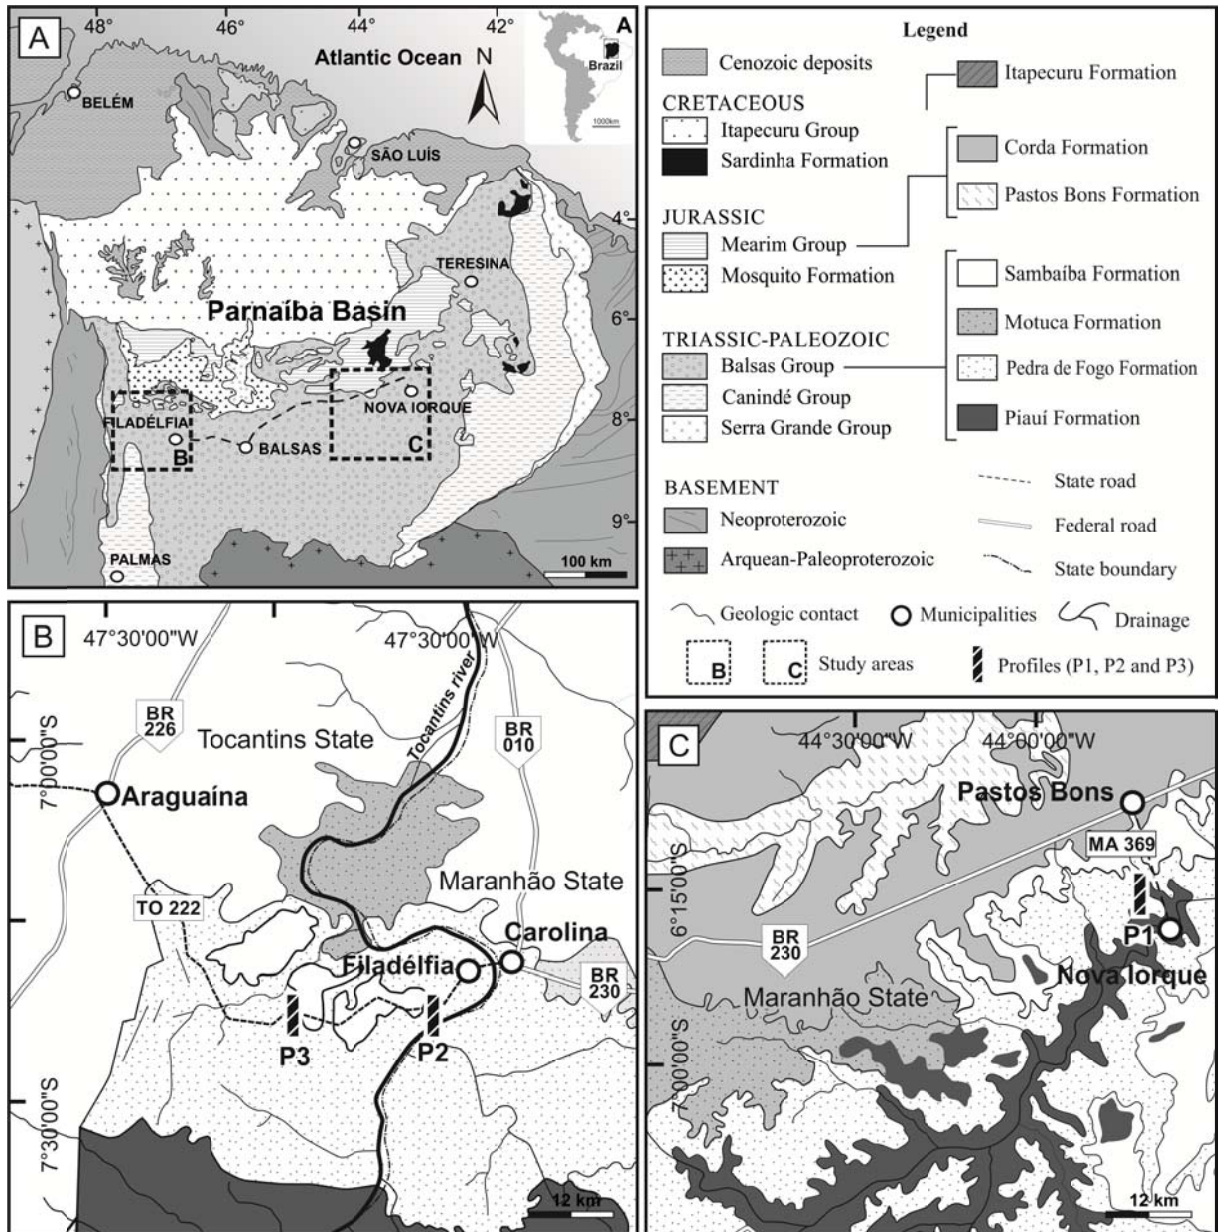 A
48°
46°
44°
42°
A
Atlantic Ocean
N
Brazil
1000km
BELÉM
SÃO LUÍS
4°
TERESINA
Parnaíba Basin
6°
NOVA IORQUE
FILADÉLFIA
8°
BALSAS
B
C
9°
PALMAS
100 km
Legend
Cenozoic deposits
CRETACEOUS
Itapecuru Group
Sardinha Formation
JURASSIC
Mearim Group
Mosquito Formation
TRIASSIC-PALEOZOIC
Balsas Group
Canindé Group
Serra Grande Group
BASEMENT
Neoproterozoic
Arquean-Paleoproterozoic
Itapecuru Formation
Corda Formation
Pastos Bons Formation
Sambaíba Formation
Motuca Formation
Pedra de Fogo Formation
Piauí Formation
State road
Federal road
State boundary
Geologic contact
Municipalities
Drainage
B
C
Study areas
Profiles (P1, P2 and P3)
B
47°30'00"W
47°30'00"W
BR
226
Tocantins State
Tocantins river
BR
010
7°00'00"S
Araguaína
Maranhão State
TO 222
Carolina
Filadélfia
BR
230
P3
P2
7°30'00"S
12 km
C
44°30'00"W
44°00'00"W
Pastos Bons
MA 369
6°15'00"S
P1
BR
230
Nova Iorque
Maranhão State
7°00'00"S
12 km